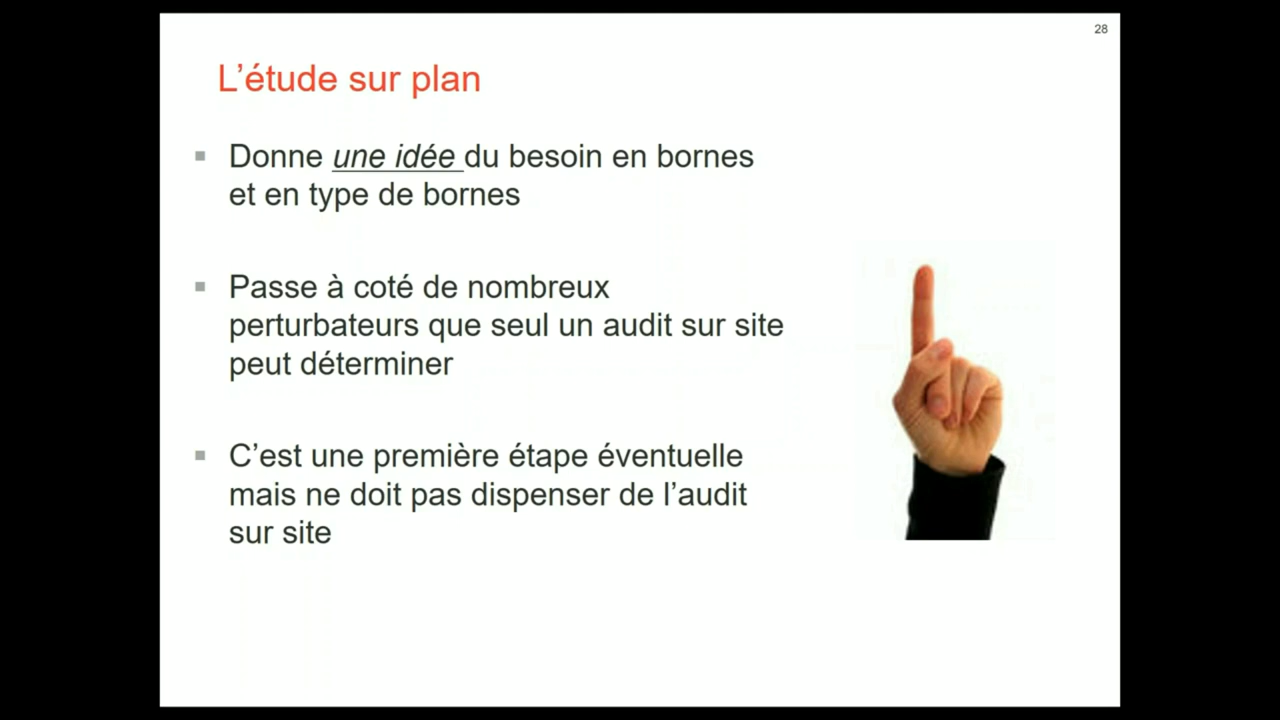 28
L’étude sur plan
▪ Donne une idée du besoin en bornes
et en type de bornes
▪ Passe à coté de nombreux
perturbateurs que seul un audit sur site
peut déterminer
▪ C’est une première étape éventuelle
mais ne doit pas dispenser de l’audit
sur site